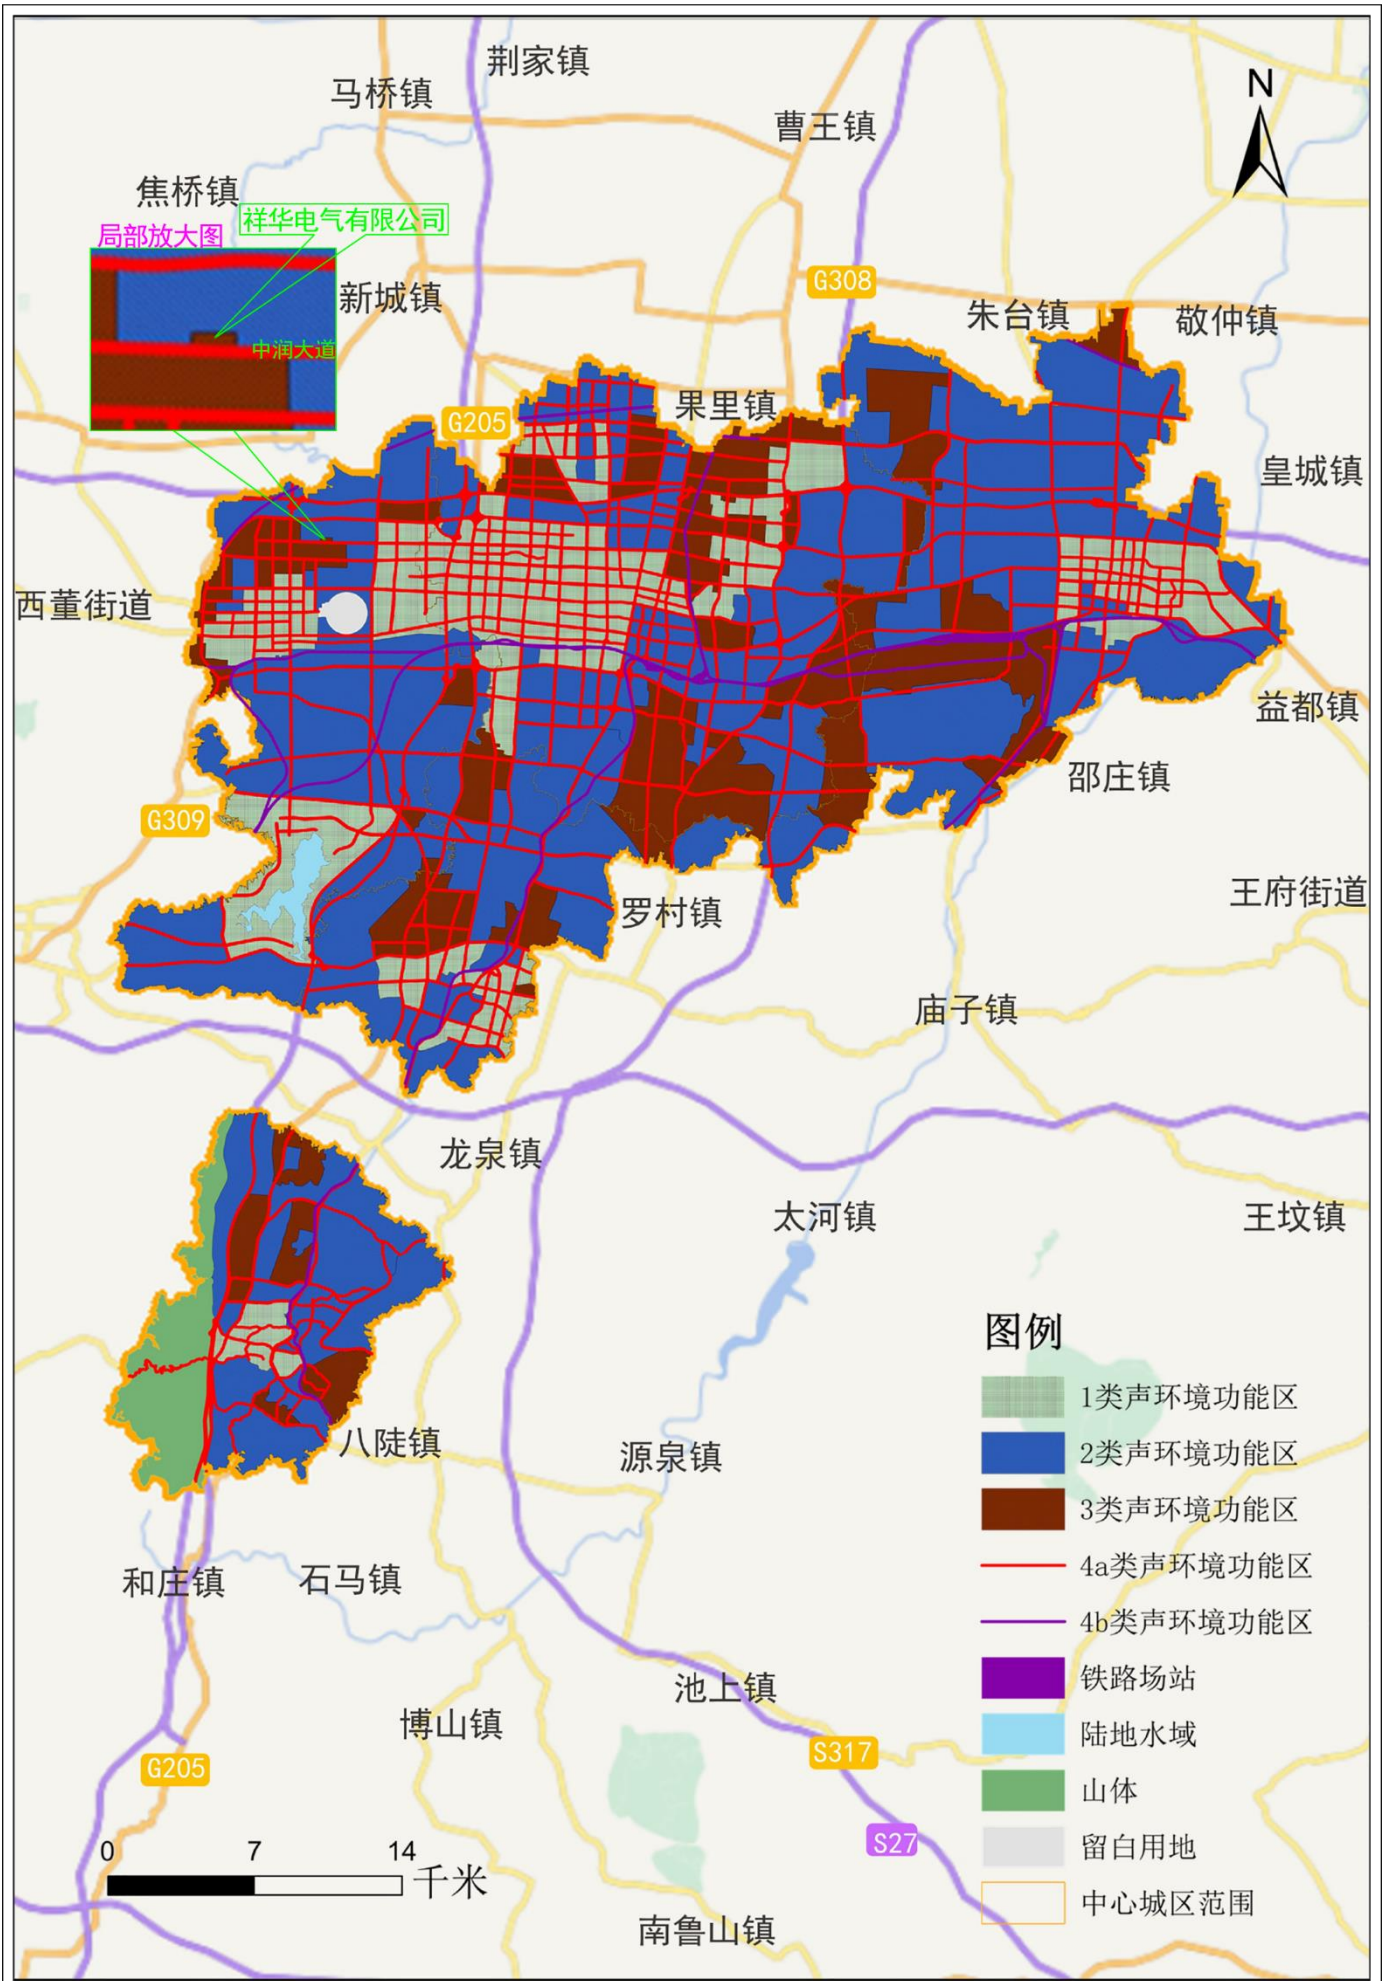 荆家镇
马桥镇
N
曹王镇
焦桥镇
祥华电气有限公司
局部放大图
G308
新城镇
朱台镇
敬仲镇
中润大道
果里镇
G205
皇城镇
西董街道
益都镇
邵庄镇
G309
王府街道
罗村镇
庙子镇
龙泉镇
太河镇
王坟镇
图例
1类声环境功能区
八陡镇
源泉镇
2类声环境功能区
3类声环境功能区
和庄镇
石马镇
4a类声环境功能区
4b类声环境功能区
池上镇
铁路场站
博山镇
陆地水域
S317
G205
山体
S27
留白用地
0 7 14
千米
中心城区范围
南鲁山镇